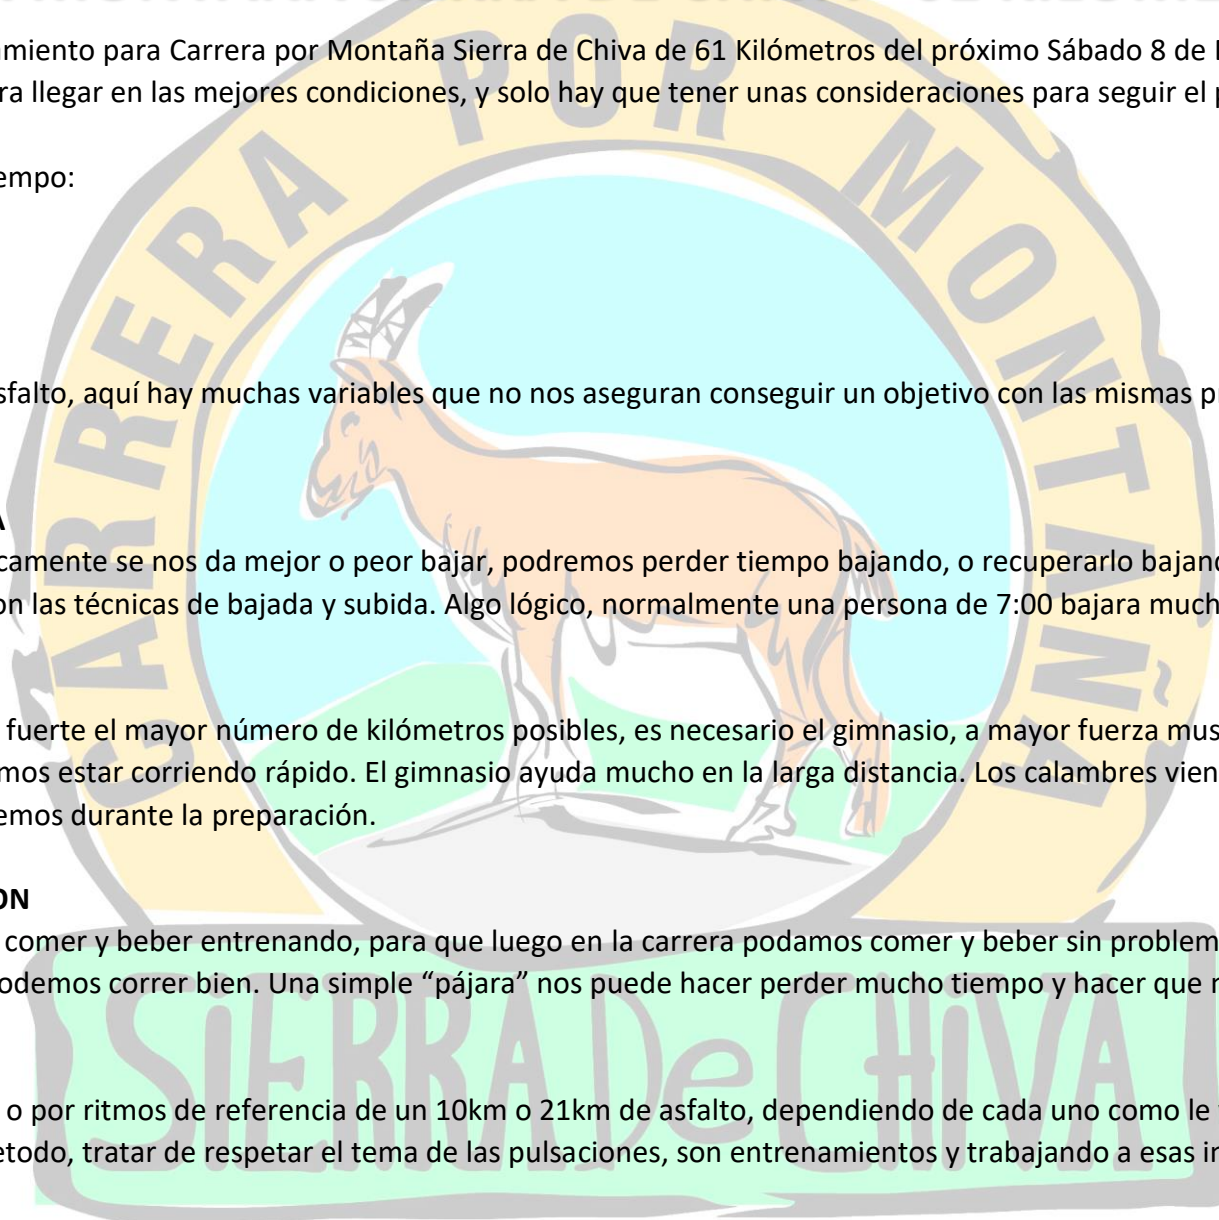 amiento para Carrera por Montaña Sierra de Chiva de 61 Kilómetros del próximo Sábado 8 de
ra llegar en las mejores condiciones, y solo hay que tener unas consideraciones para seguir el
empo:
sfalto, aquí hay muchas variables que no nos aseguran conseguir un objetivo con las mismas
A
camente se nos da mejor o peor bajar, podremos perder tiempo bajando, o recuperarlo bajand
on las técnicas de bajada y subida. Algo lógico, normalmente una persona de 7:00 bajara much
fuerte el mayor número de kilómetros posibles, es necesario el gimnasio, a mayor fuerza mus
mos estar corriendo rápido. El gimnasio ayuda mucho en la larga distancia. Los calambres vien
emos durante la preparación.
ON
comer y beber entrenando, para que luego en la carrera podamos comer y beber sin problem
odemos correr bien. Una simple “pájara” nos puede hacer perder mucho tiempo y hacer que
o por ritmos de referencia de un 10km o 21km de asfalto, dependiendo de cada uno como le
etodo, tratar de respetar el tema de las pulsaciones, son entrenamientos y trabajando a esas in
CARRERA POR MONTAÑA
SiERRA De CHiVA